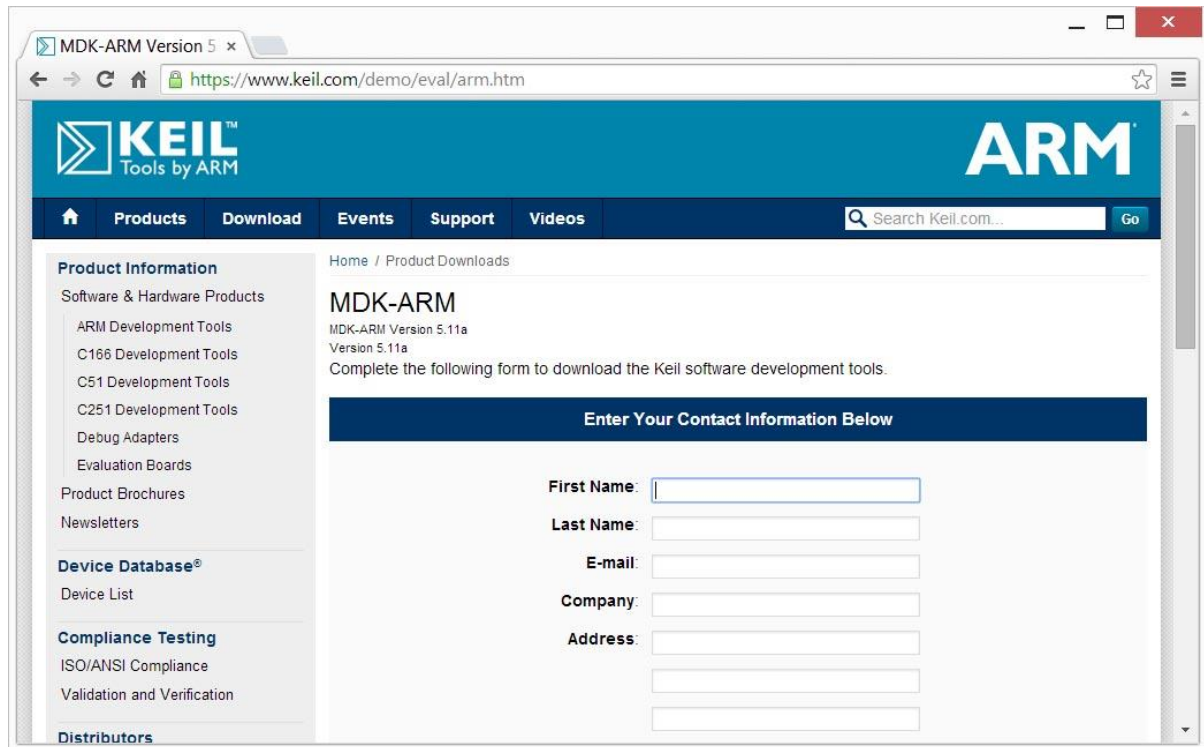 MDK-ARM Version 5
https://www.keil.com/demo/eval/arm.htm
KEIL™
Tools by ARM
ARM
Products Download Events Support Videos
Search Keil.com...
Go
Product Information
Software & Hardware Products
ARM Development Tools
C166 Development Tools
C51 Development Tools
C251 Development Tools
Debug Adapters
Evaluation Boards
Product Brochures
Newsletters
Device Database®
Device List
Compliance Testing
ISO/ANSI Compliance
Validation and Verification
Distributors
Home / Product Downloads
MDK-ARM
MDK-ARM Version 5.11a
Version 5.11a
Complete the following form to download the Keil software development tools.
Enter Your Contact Information Below
First Name:
Last Name:
E-mail:
Company:
Address: